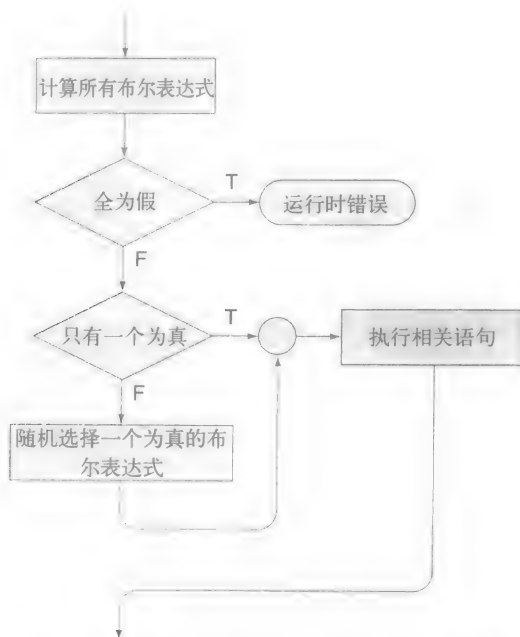 计算所有布尔表达式
全为假
T
运行时错误
F
只有一个为真
T
执行相关语句
F
随机选择一个为真的布
尔表达式